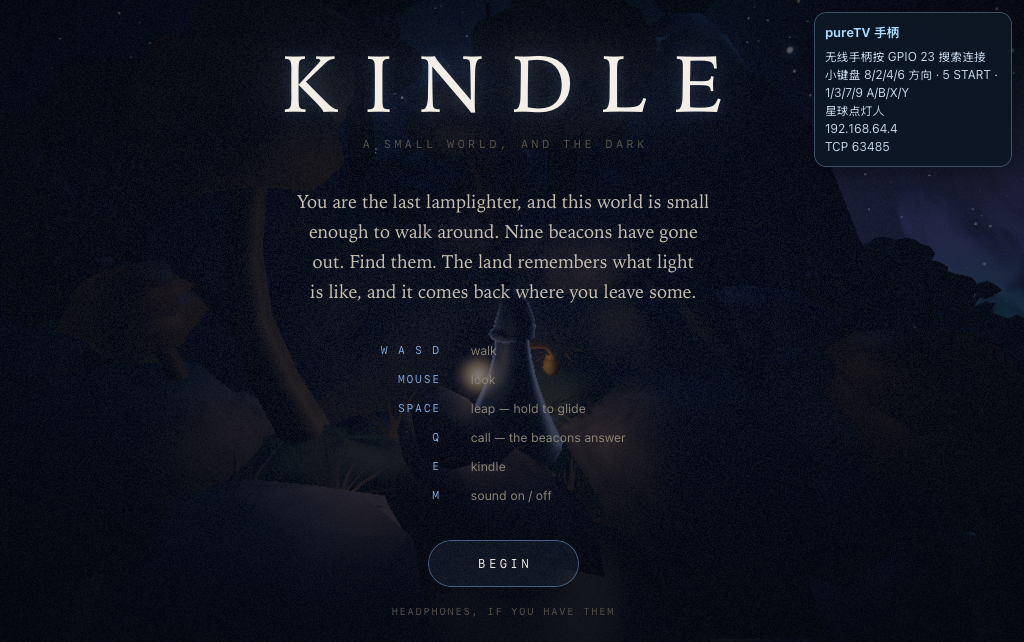 KINDLE
A SMALL WORLD, AND THE DARK
You are the last lamplighter, and this world is small
enough to walk around. Nine beacons have gone
out. Find them. The land remembers what light
is like, and it comes back where you leave some.
W A S D walk
MOUSE look
SPACE leap — hold to glide
Q call — the beacons answer
E kindle
M sound on / off
BEGIN
HEADPHONES, IF YOU HAVE THEM
pureTV 手柄
无线手柄按 GPIO 23 搜索连接
小键盘 8/2/4/6 方向 · 5 START ·
1/3/7/9 A/B/X/Y
星球点灯人
192.168.64.4
TCP 63485